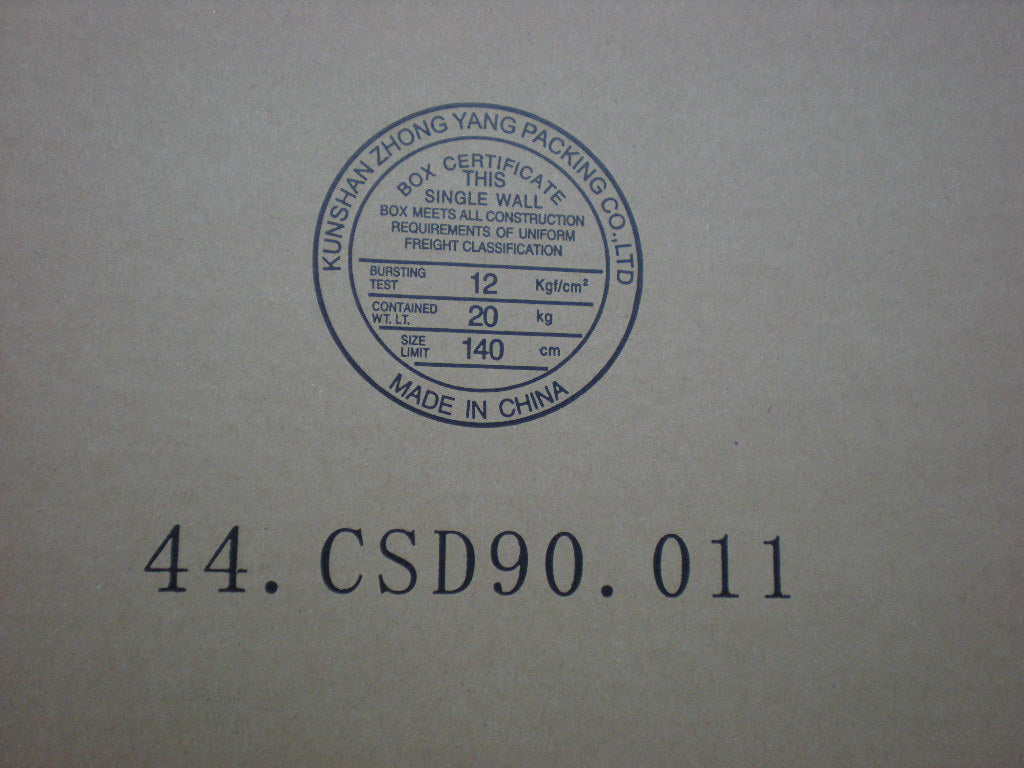 KUNSHAN ZHONG YANG PACKING CO.,LTD
BOX CERTIFICATE
THIS
SINGLE WALL
BOX MEETS ALL CONSTRUCTION
REQUIREMENTS OF UNIFORM
FREIGHT CLASSIFICATION
BURSTING TEST 12 Kgf/cm²
CONTAINED WT. LT. 20 kg
SIZE LIMIT 140 cm
MADE IN CHINA
44.CSD90.011